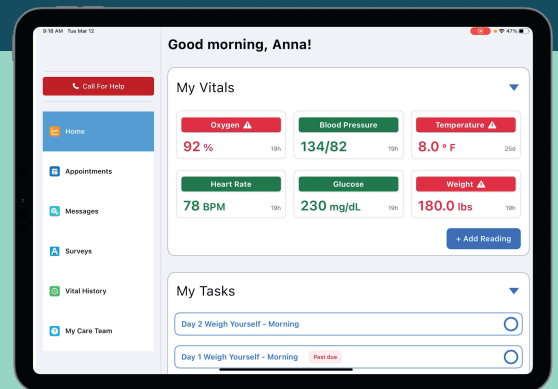 9:18 AM Tue Mar 12
47%
Good morning, Anna!
Call For Help
Home
Appointments
Messages
Surveys
Vital History
My Care Team
My Vitals
Oxygen
92 %
19h
Blood Pressure
134/82
19h
Temperature
8.0 ° F
25d
Heart Rate
78 BPM
19h
Glucose
230 mg/dL
19h
Weight
180.0 lbs
19h
+ Add Reading
My Tasks
Day 2 Weigh Yourself - Morning
Day 1 Weigh Yourself - Morning Past due